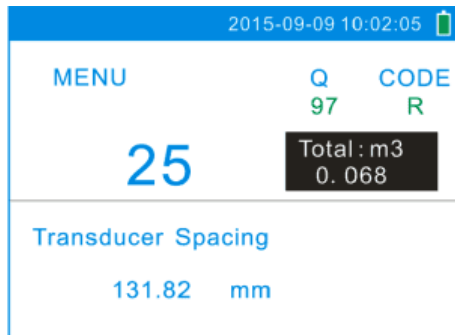 2015-09-09 10:02:05
MENU Q CODE
97 R
25 Total : m3
0. 068
Transducer Spacing
131.82 mm